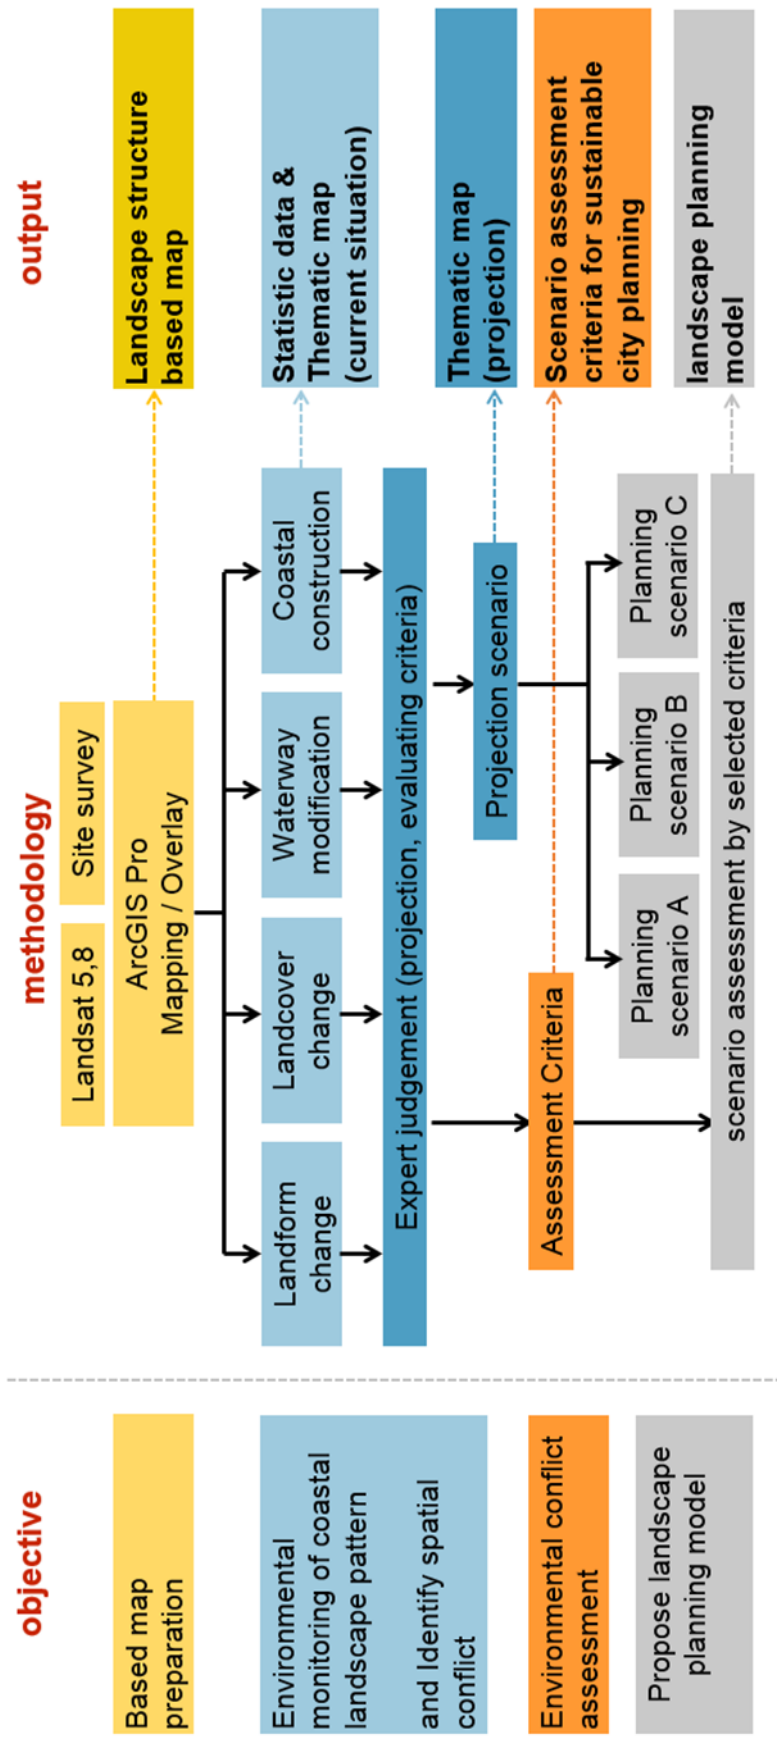 objective
methodology
output
Based map
preparation
Landsat 5,8
Site survey
ArcGIS Pro
Mapping / Overlay
Landscape structure
based map
Environmental
monitoring of coastal
landscape pattern
and Identify spatial
conflict
Landform
change
Landcover
change
Waterway
modification
Coastal
construction
Statistic data &
Thematic map
(current situation)
Expert judgement (projection, evaluating criteria)
Projection scenario
Thematic map
(projection)
Environmental conflict
assessment
Assessment Criteria
Scenario assessment
criteria for sustainable
city planning
Propose landscape
planning model
Planning
scenario A
Planning
scenario B
Planning
scenario C
scenario assessment by selected criteria
landscape planning
model